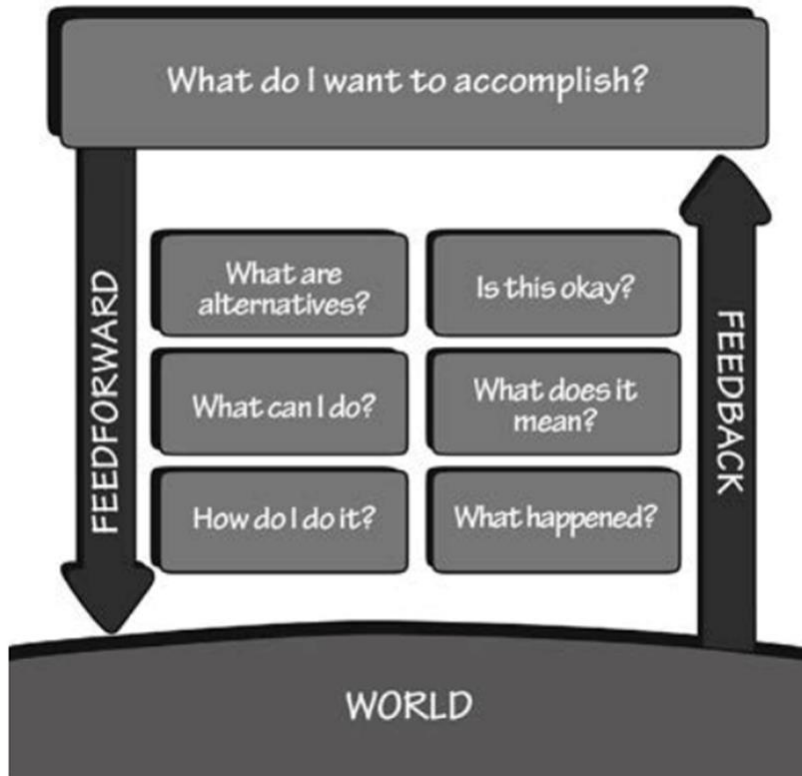 What do I want to accomplish?
FEEDFORWARD
What are
alternatives?
What can I do?
How do I do it?
Is this okay?
What does it
mean?
What happened?
FEEDBACK
WORLD